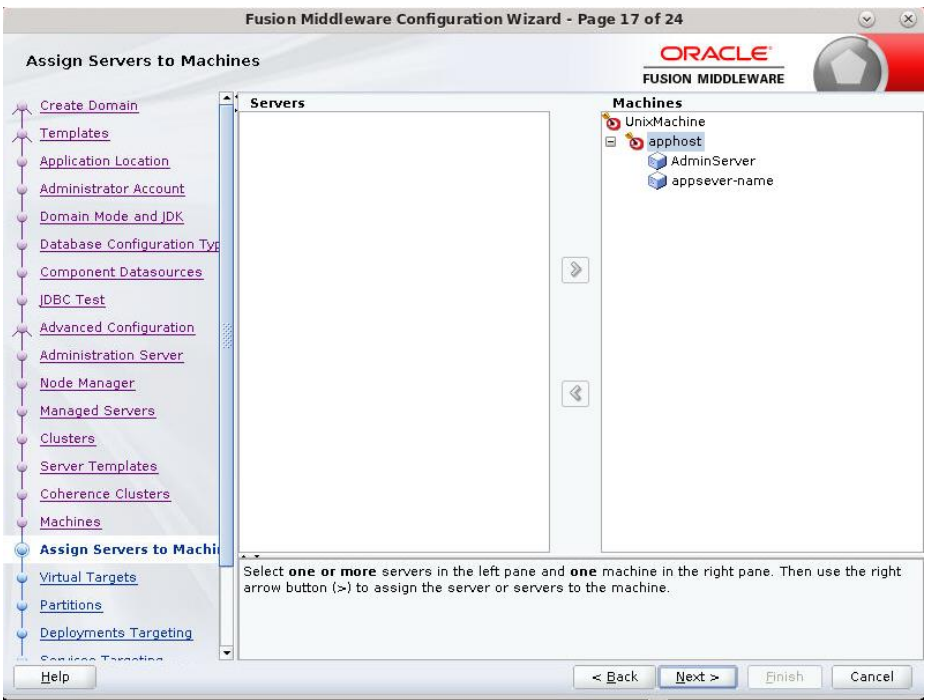 Fusion Middleware Configuration Wizard - Page 17 of 24
Assign Servers to Machines
ORACLE
FUSION MIDDLEWARE
Create Domain
Templates
Application Location
Administrator Account
Domain Mode and JDK
Database Configuration Typ
Component Datasources
JDBC Test
Advanced Configuration
Administration Server
Node Manager
Managed Servers
Clusters
Server Templates
Coherence Clusters
Machines
Assign Servers to Machin
Virtual Targets
Partitions
Deployments Targeting
Services Targeting
Servers
Machines
UnixMachine
apphost
AdminServer
appsever-name
Select one or more servers in the left pane and one machine in the right pane. Then use the right
arrow button (>) to assign the server or servers to the machine.
Help
< Back
Next >
Finish
Cancel